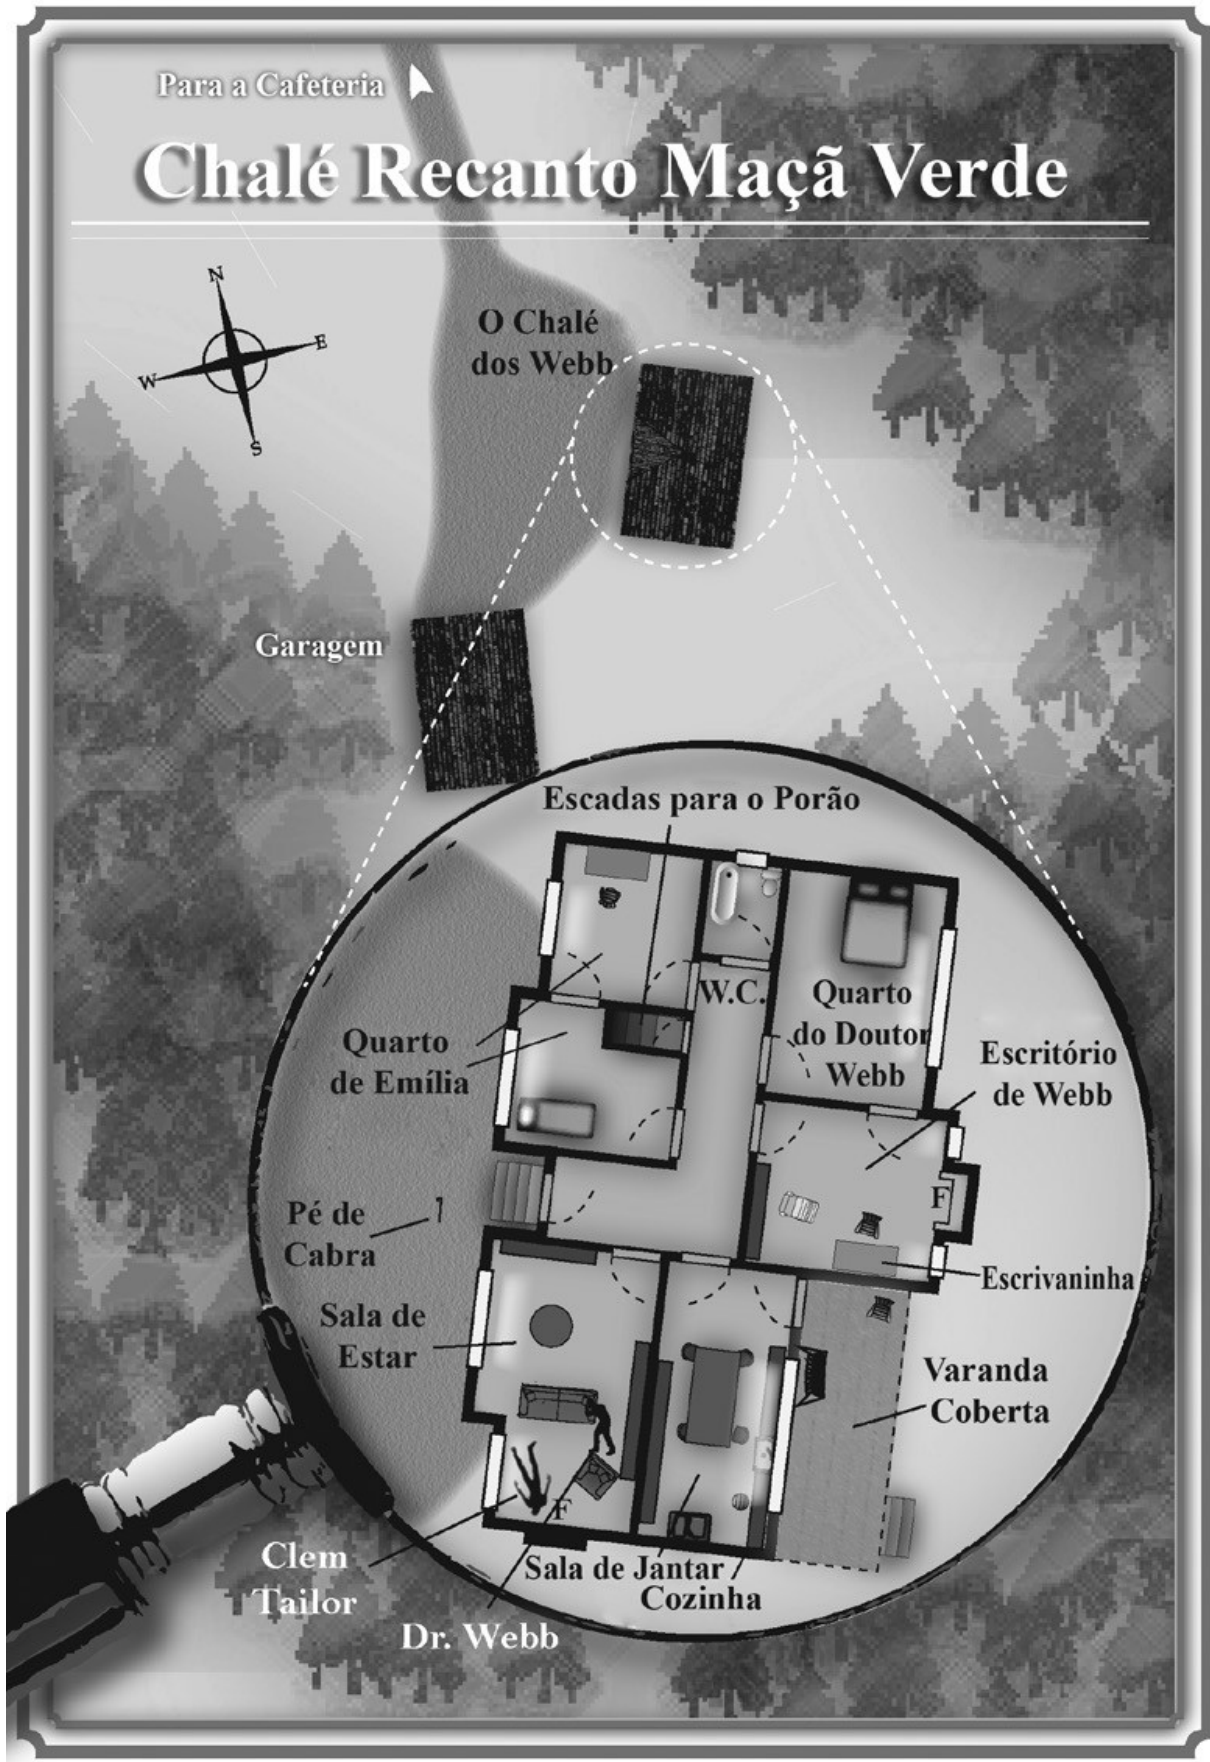 Para a Cafeteria
Chalé Recanto Maçã Verde
N
E
W
S
O Chalé
dos Webb
Garagem
Escadas para o Porão
W.C.
Quarto
do Doutor
Webb
Quarto
de Emília
Escritório
de Webb
F
Pé de
Cabra
Escrivaninha
Sala de
Estar
Varanda
Coberta
F
Clem
Tailor
Sala de Jantar
Cozinha
Dr. Webb